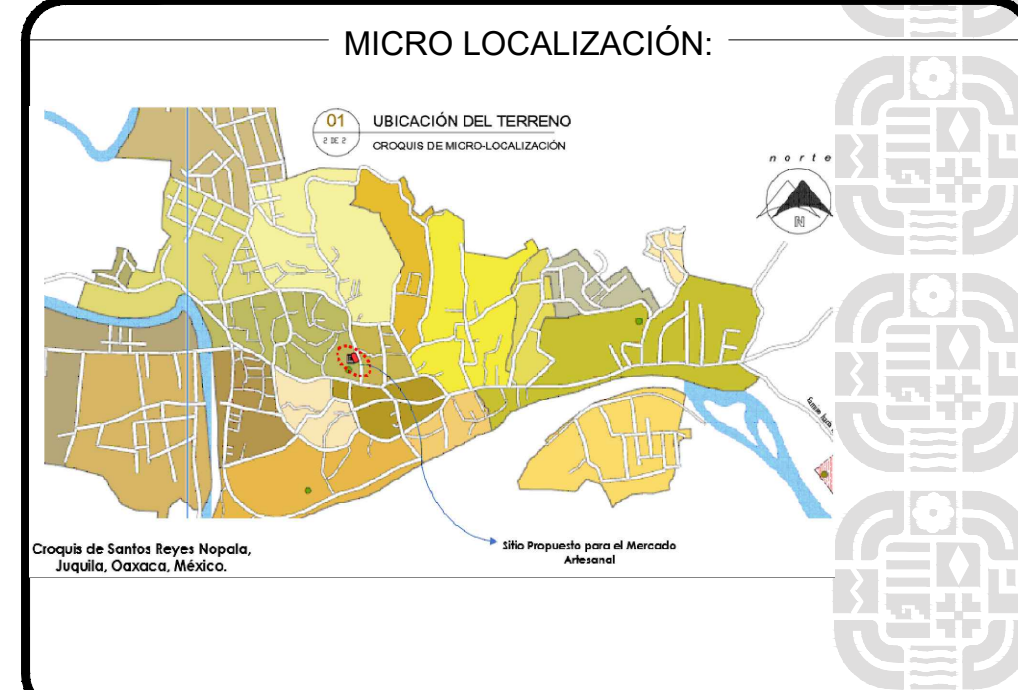 MICRO LOCALIZACIÓN:
01
2 DE 2
UBICACIÓN DEL TERRENO
CROQUIS DE MICRO-LOCALIZACIÓN
norte
N
Croquis de Santos Reyes Nopala,
Juquila, Oaxaca, México.
Sitio Propuesto para el Mercado
Artesanal